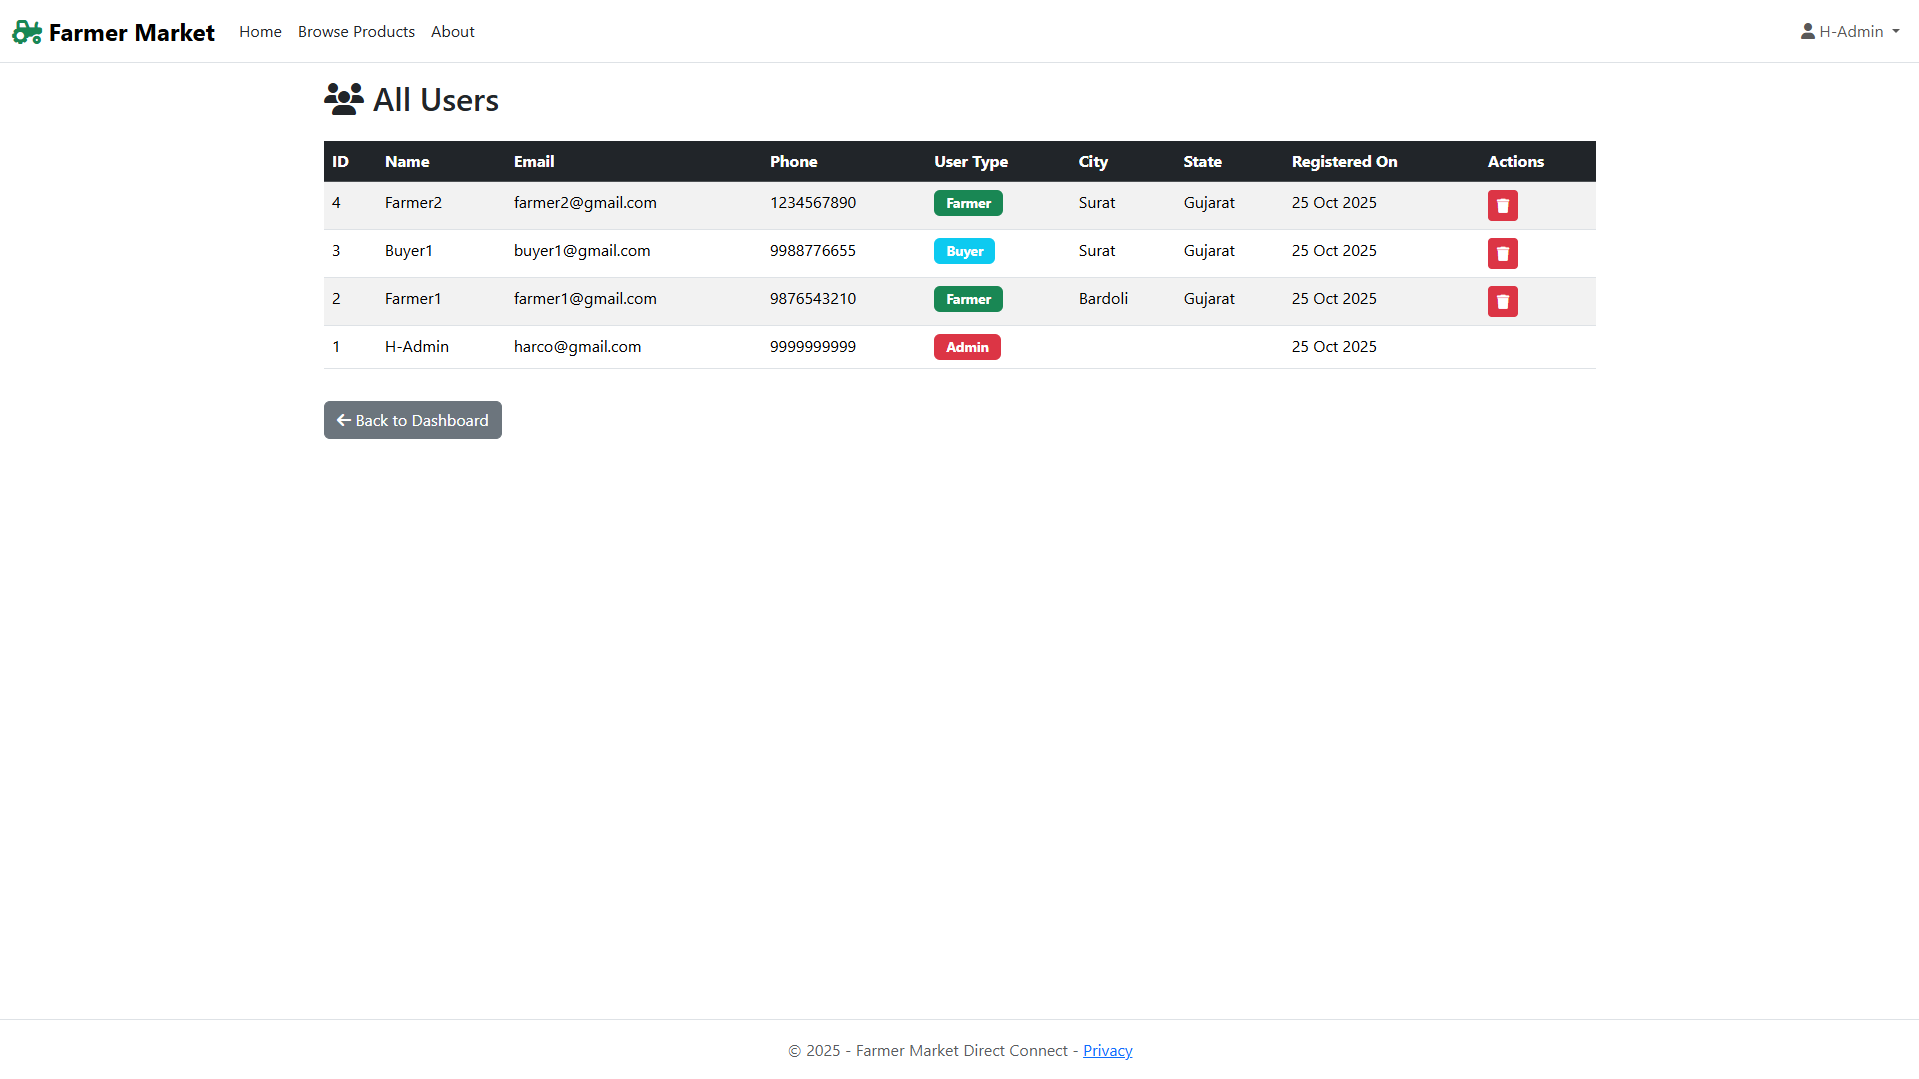 Farmer Market Home Browse Products About H-Admin
All Users
ID Name Email Phone User Type City State Registered On Actions
4 Farmer2 farmer2@gmail.com 1234567890 Farmer Surat Gujarat 25 Oct 2025
3 Buyer1 buyer1@gmail.com 9988776655 Buyer Surat Gujarat 25 Oct 2025
2 Farmer1 farmer1@gmail.com 9876543210 Farmer Bardoli Gujarat 25 Oct 2025
1 H-Admin harco@gmail.com 9999999999 Admin 25 Oct 2025
Back to Dashboard
© 2025 - Farmer Market Direct Connect - Privacy